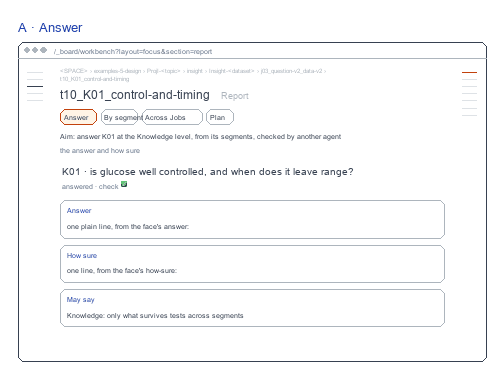 A · Answer
/_board/workbench?layout=focus&section=report
<SPACE> › examples-5-design › Proj-<topic> › insight › Insight-<dataset> › jt3_question_v2_data-v2 ›
t10_K01_control-and-timing
t10_K01_control-and-timing Report
Answer By segment Across Jobs Plan
Aim: answer K01 at the Knowledge level, from its segments, checked by another agent
the answer and how sure
K01 · is glucose well controlled, and when does it leave range?
answered · check
Answer
one plain line, from the face's answer:
How sure
one line, from the face's how-sure:
May say
Knowledge: only what survives tests across segments